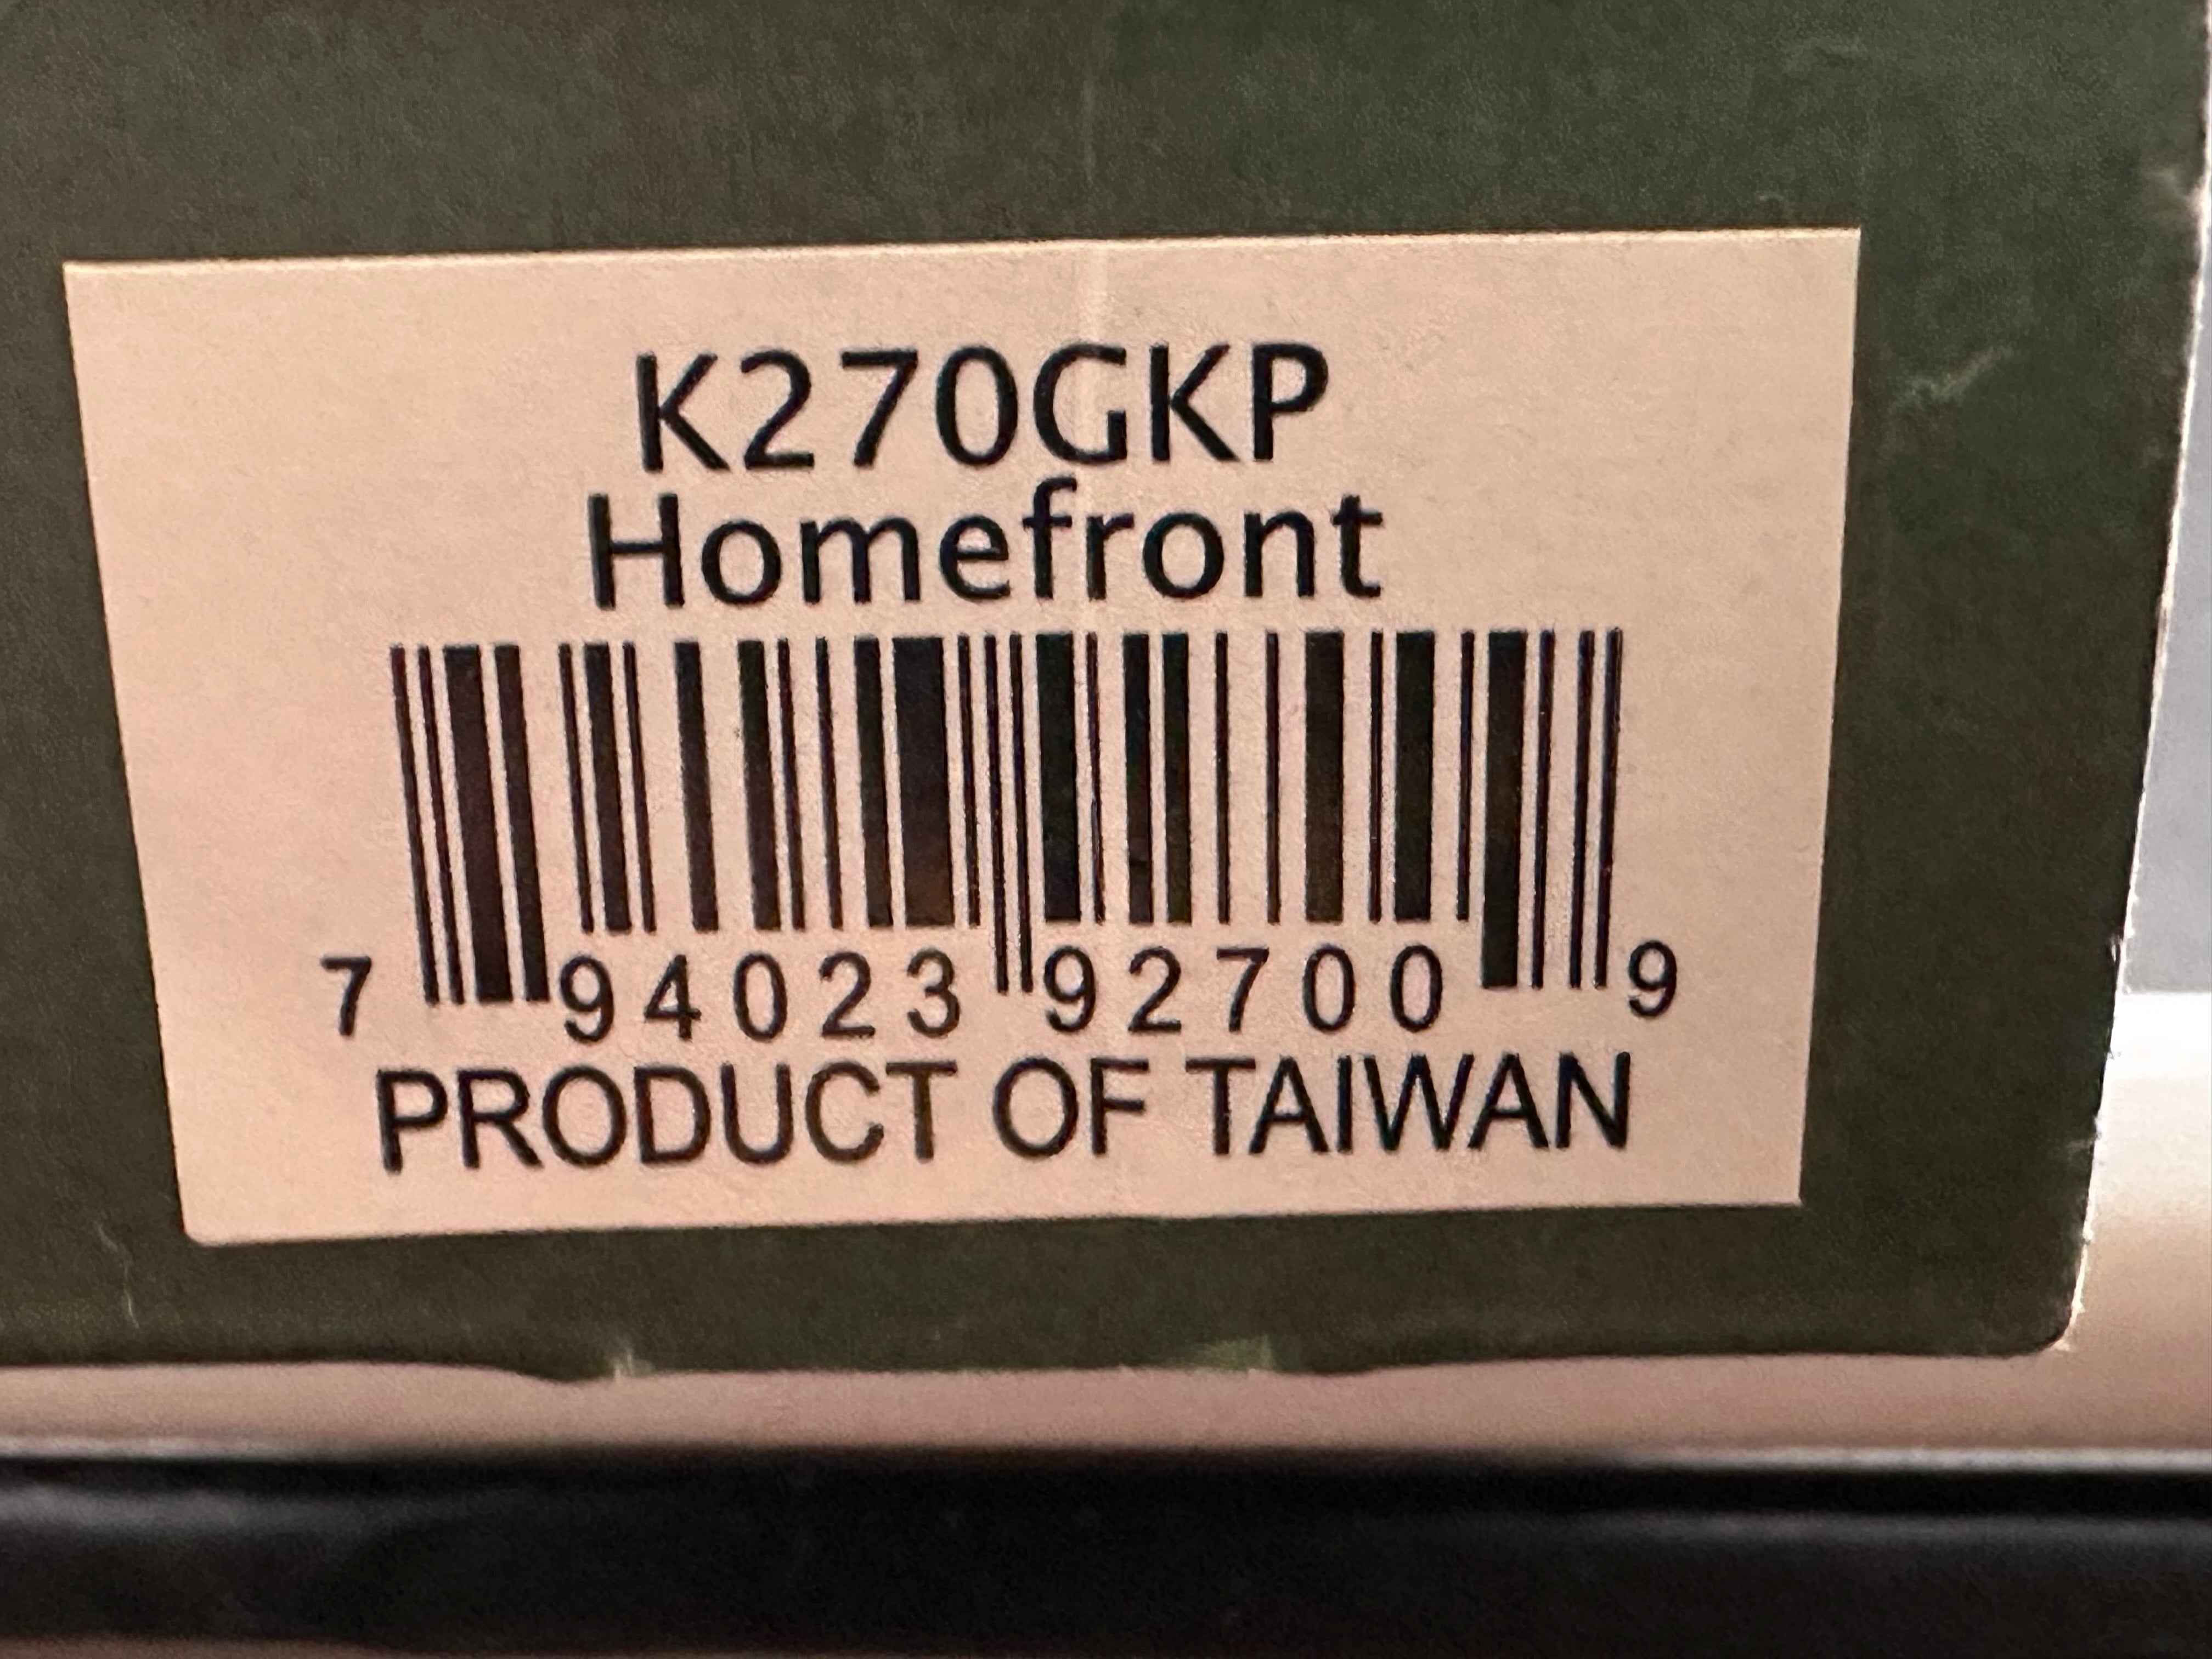 K270GKP
Homefront
7 94023 92700 9
PRODUCT OF TAIWAN